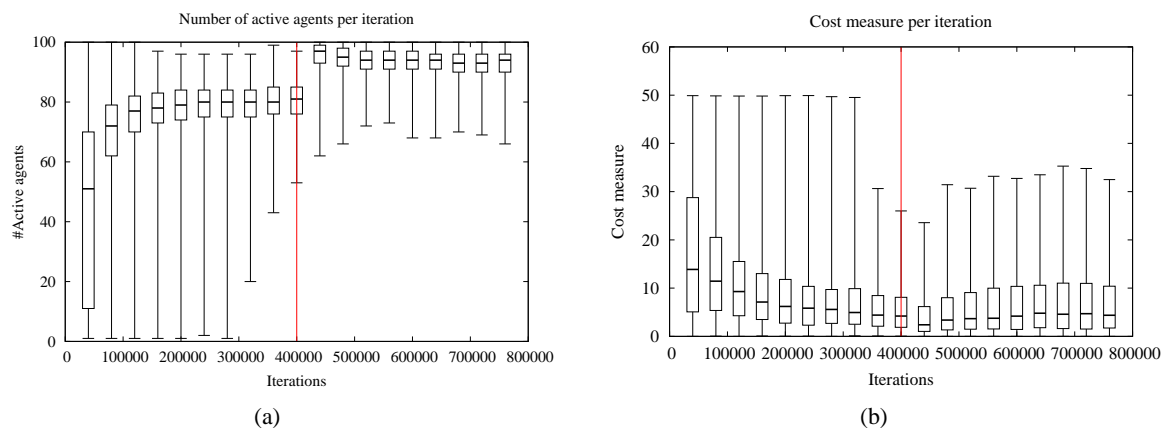 Number of active agents per iteration
100
80
60
40
20
0
#Active agents
0 100000 200000 300000 400000 500000 600000 700000 800000
Iterations
(a)
Cost measure per iteration
60
50
40
30
20
10
0
Cost measure
0 100000 200000 300000 400000 500000 600000 700000 800000
Iterations
(b)